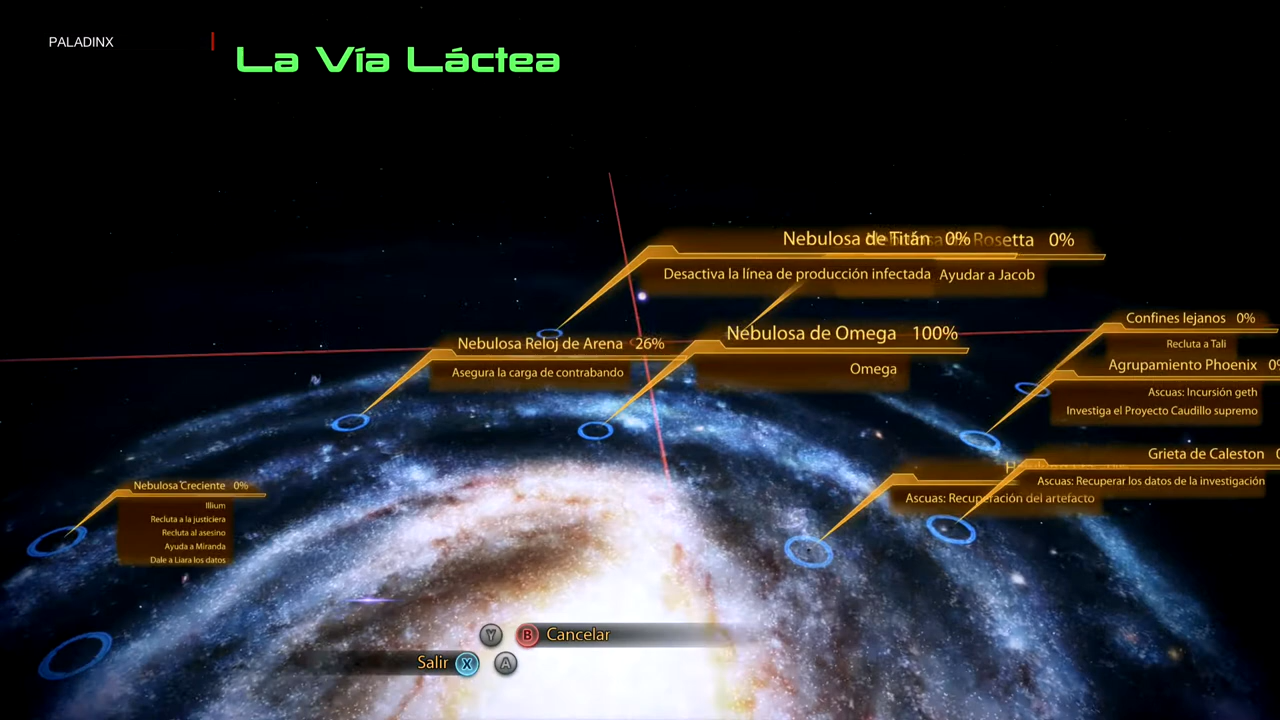 PALADINX
La Vía Láctea
Nebulosa de Titán 0%
Rosetta 0%
Desactiva la línea de producción infectada
Ayudar a Jacob
Confines lejanos 0%
Recluta a Tali
Nebulosa de Omega 100%
Omega
Nebulosa Reloj de Arena 26%
Asegura la carga de contrabando
Agrupamiento Phoenix
Ascuas: Incursión geth
Investiga el Proyecto Caudillo supremo
Grieta de Caleston
Ascuas: Recuperar los datos de la investigación
Ascuas: Recuperación del artefacto
Nebulosa Creciente 0%
Illium
Recluta a la justiciera
Recluta al asesino
Ayuda a Miranda
Dale a Liara los datos
Y B Cancelar
Salir X A